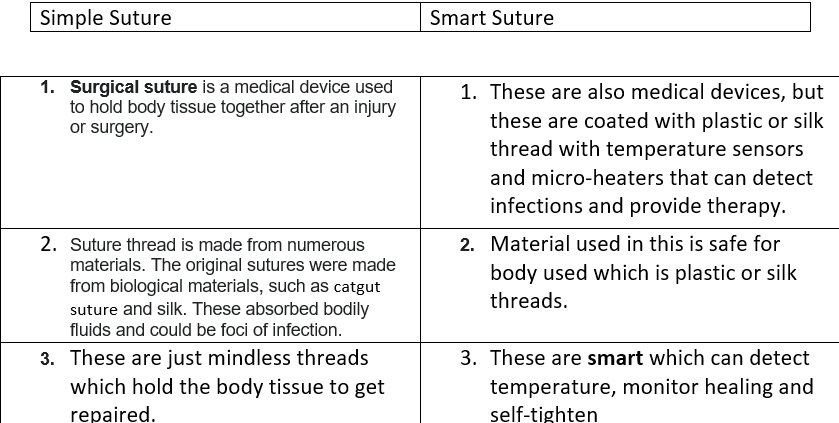 Simple Suture
Smart Suture
1. Surgical suture is a medical device used
to hold body tissue together after an injury
or surgery.
1. These are also medical devices, but
these are coated with plastic or silk
thread with temperature sensors
and micro-heaters that can detect
infections and provide therapy.
2. Suture thread is made from numerous
materials. The original sutures were made
from biological materials, such as catgut
suture and silk. These absorbed bodily
fluids and could be foci of infection.
2. Material used in this is safe for
body used which is plastic or silk
threads.
3. These are just mindless threads
which hold the body tissue to get
repaired.
3. These are smart which can detect
temperature, monitor healing and
self-tighten